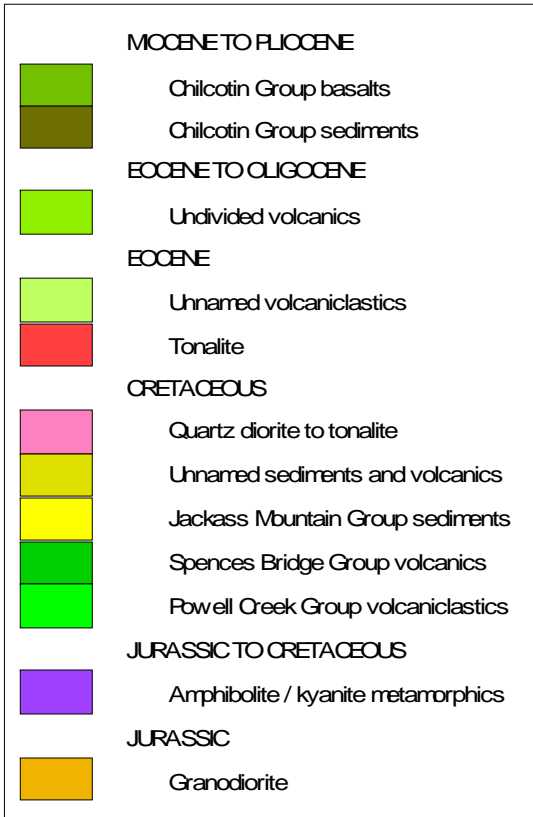 MIOCENE TO PLIOCENE
Chilcotin Group basalts
Chilcotin Group sediments
EOCENE TO OLIGOCENE
Undivided volcanics
EOCENE
Unnamed volcaniclastics
Tonalite
CRETACEOUS
Quartz diorite to tonalite
Unnamed sediments and volcanics
Jackass Mountain Group sediments
Spences Bridge Group volcanics
Powell Creek Group volcaniclastics
JURASSIC TO CRETACEOUS
Amphibolite / kyanite metamorphics
JURASSIC
Granodiorite